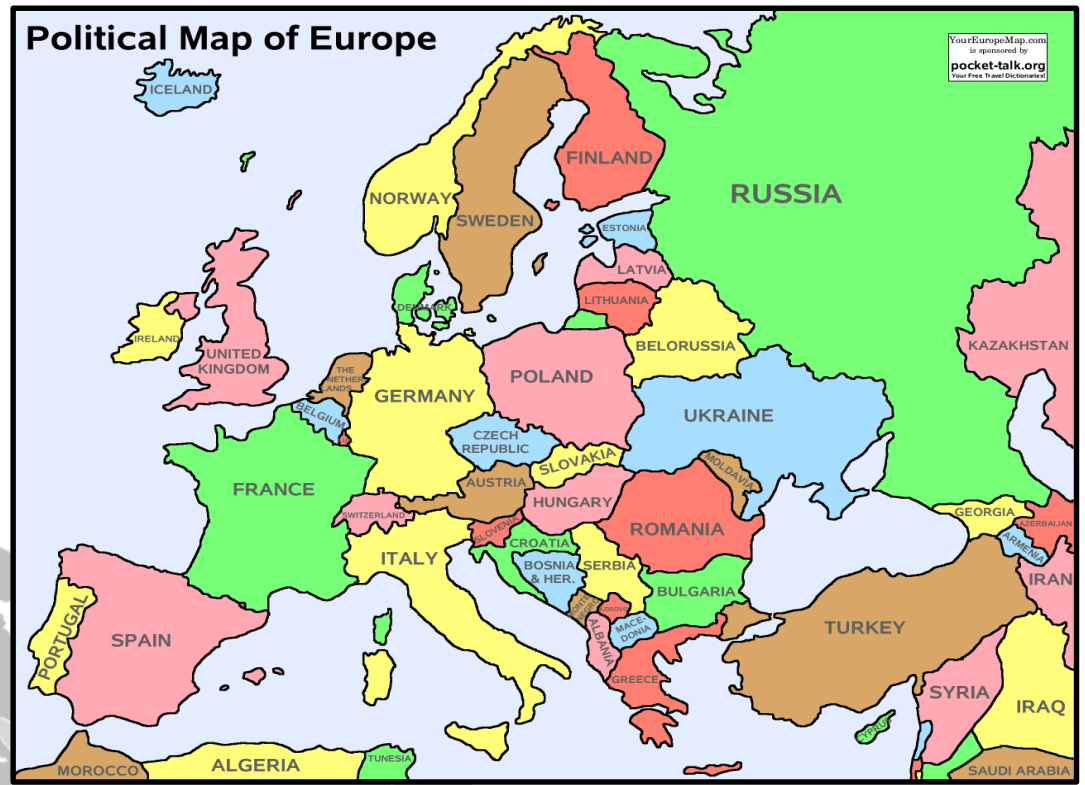 Political Map of Europe
YourEuropeMap.com
is sponsored by
pocket-talk.org
Your Free Travel Dictionaries!
ICELAND
FINLAND
RUSSIA
NORWAY
SWEDEN
ESTONIA
LATVIA
LITHUANIA
DENMARK
IRELAND
UNITED
KINGDOM
BELORUSSIA
KAZAKHSTAN
THE
NETHER
LANDS
POLAND
GERMANY
BELGIUM
UKRAINE
CZECH
REPUBLIC
SLOVAKIA
MOLDAVIA
FRANCE
AUSTRIA
HUNGARY
SWITZERLAND
GEORGIA
SLOVENIA
ROMANIA
AZERBAIJAN
CROATIA
ARMENIA
ITALY
BOSNIA
& HER.
SERBIA
IRAN
BULGARIA
MONTE
NEGRO
KOSOVO
PORTUGAL
SPAIN
MACE-
DONIA
ALBANIA
TURKEY
GREECE
SYRIA
IRAQ
CYPRUS
TUNESIA
ALGERIA
MOROCCO
SAUDI ARABIA